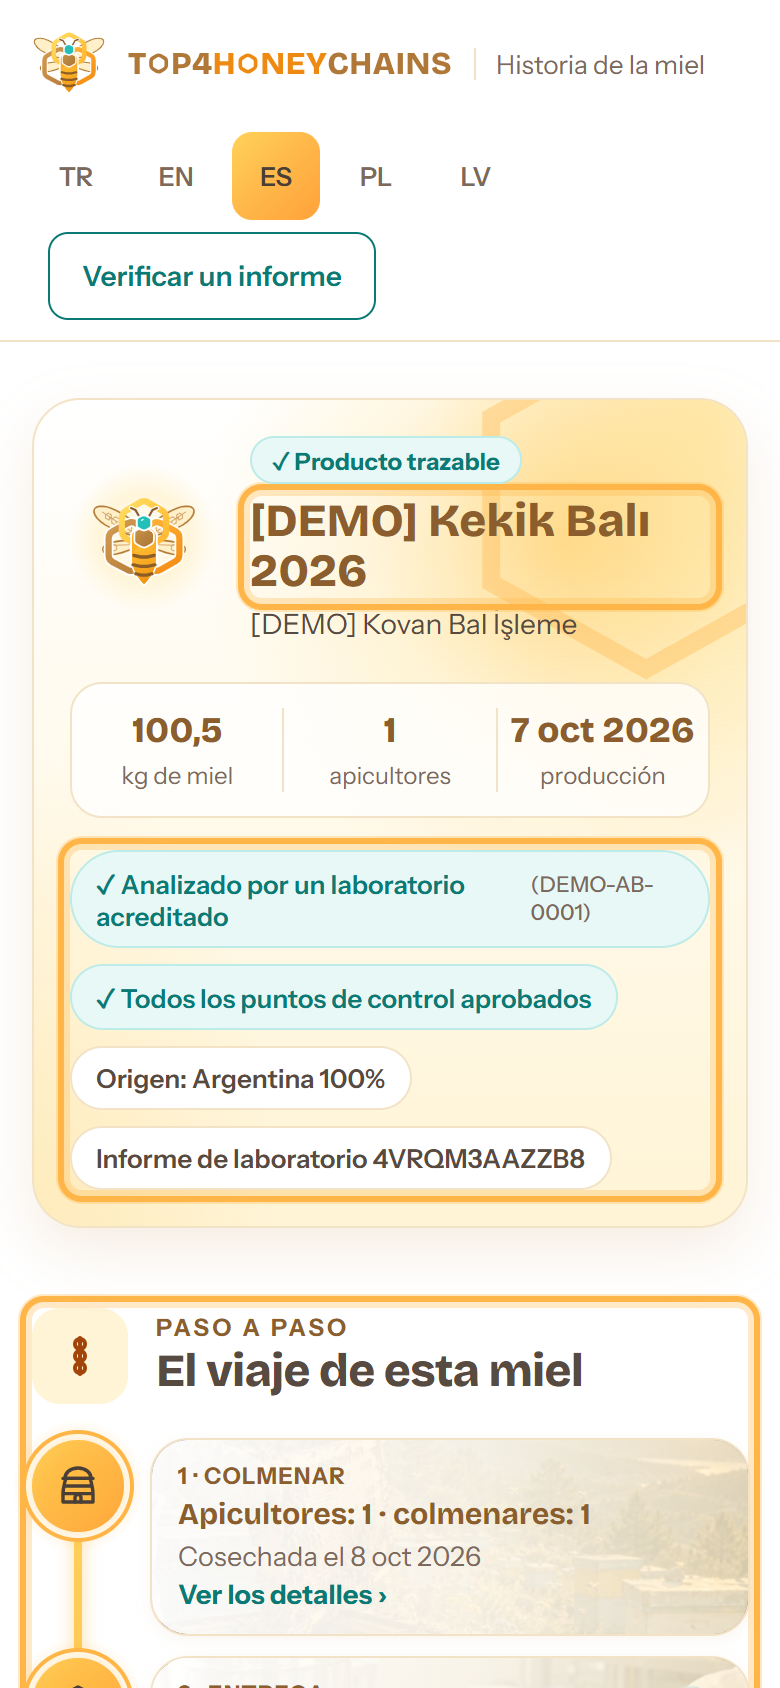 TOP4HONEYCHAINS
Historia de la miel
TR EN ES PL LV
Verificar un informe
✓ Producto trazable
[DEMO] Kekik Balı
2026
[DEMO] Kovan Bal İşleme
100,5
kg de miel
1
apicultores
7 oct 2026
producción
✓ Analizado por un laboratorio
acreditado
(DEMO-AB-
0001)
✓ Todos los puntos de control aprobados
Origen: Argentina 100%
Informe de laboratorio 4VRQM3AAZZB8
PASO A PASO
El viaje de esta miel
1 · COLMENAR
Apicultores: 1 · colmenares: 1
Cosechada el 8 oct 2026
Ver los detalles ›